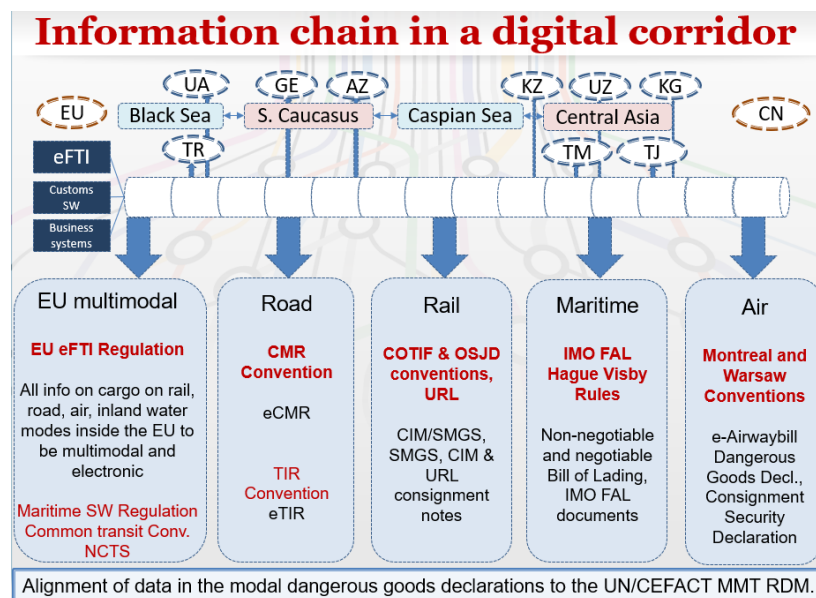 Information chain in a digital corridor
UA
GE
AZ
KZ
UZ
KG
EU
CN
Black Sea
S. Caucasus
Caspian Sea
Central Asia
TR
TM
TJ
eFTI
Customs
SW
Business
systems
EU multimodal
EU eFTI Regulation
All info on cargo on rail,
road, air, inland water
modes inside the EU to
be multimodal and
electronic
Maritime SW Regulation
Common transit Conv.
NCTS
Road
CMR
Convention
eCMR
TIR
Convention
eTIR
Rail
COTIF & OSJD
conventions,
URL
CIM/SMGS,
SMGS, CIM &
URL
consignment
notes
Maritime
IMO FAL
Hague Visby
Rules
Non-negotiable
and negotiable
Bill of Lading,
IMO FAL
documents
Air
Montreal and
Warsaw
Conventions
e-Airwaybill
Dangerous
Goods Decl.,
Consignment
Security
Declaration
Alignment of data in the modal dangerous goods declarations to the UN/CEFACT MMT RDM.